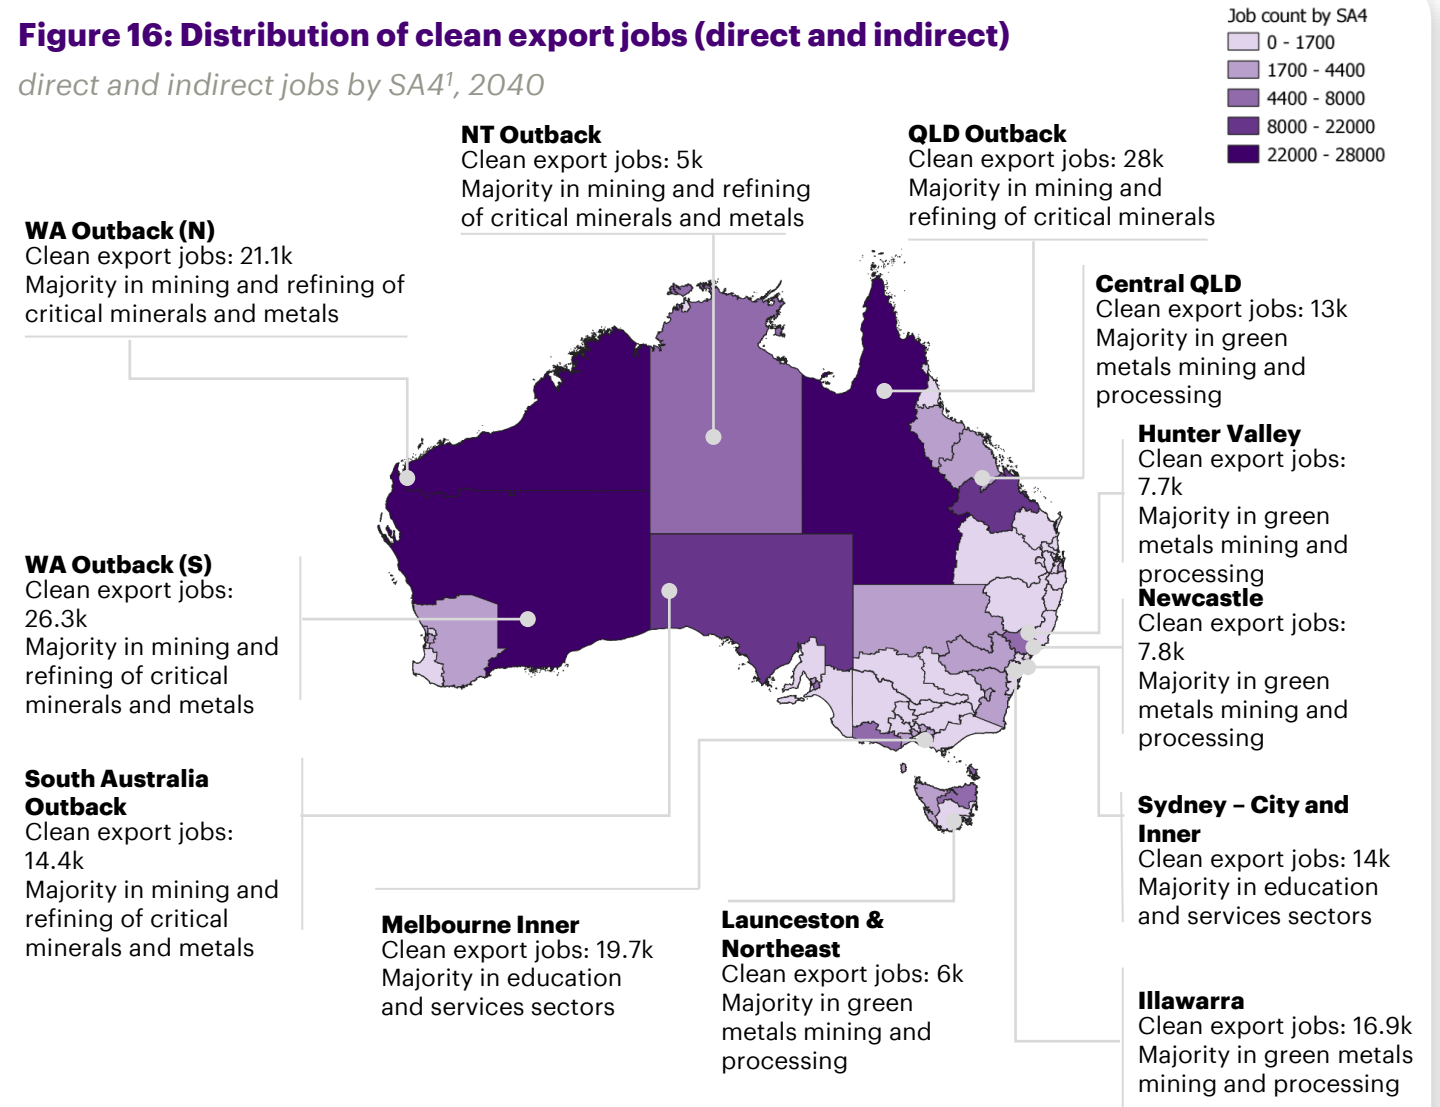 Figure 16: Distribution of clean export jobs (direct and indirect)
direct and indirect jobs by SA4¹, 2040
Job count by SA4
0 - 1700
1700 - 4400
4400 - 8000
8000 - 22000
22000 - 28000
NT Outback
Clean export jobs: 5k
Majority in mining and refining
of critical minerals and metals
QLD Outback
Clean export jobs: 28k
Majority in mining and
refining of critical minerals
WA Outback (N)
Clean export jobs: 21.1k
Majority in mining and refining of
critical minerals and metals
Central QLD
Clean export jobs: 13k
Majority in green
metals mining and
processing
Hunter Valley
Clean export jobs:
7.7k
Majority in green
metals mining and
processing
WA Outback (S)
Clean export jobs:
26.3k
Majority in mining and
refining of critical
minerals and metals
Newcastle
Clean export jobs:
7.8k
Majority in green
metals mining and
processing
South Australia
Outback
Clean export jobs:
14.4k
Majority in mining and
refining of critical
minerals and metals
Sydney – City and
Inner
Clean export jobs: 14k
Majority in education
and services sectors
Melbourne Inner
Clean export jobs: 19.7k
Majority in education
and services sectors
Launceston &
Northeast
Clean export jobs: 6k
Majority in green
metals mining and
processing
Illawarra
Clean export jobs: 16.9k
Majority in green metals
mining and processing